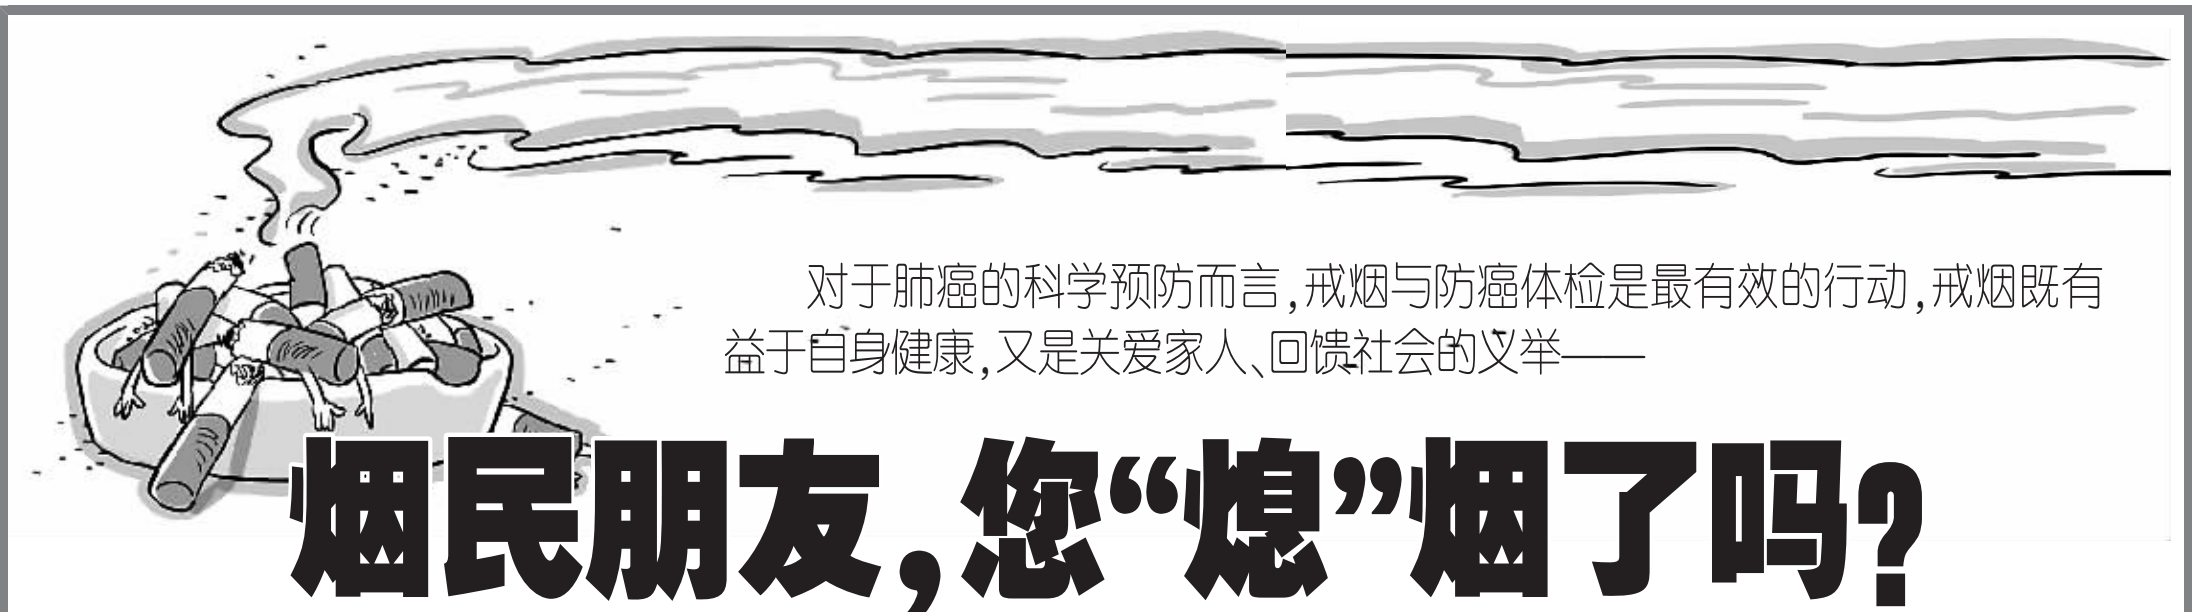 对于肺癌的科学预防而言,戒烟与防癌体检是最有效的行动,戒烟既有
益于自身健康,又是关爱家人、回馈社会的义举——
烟民朋友,您“熄”烟了吗?